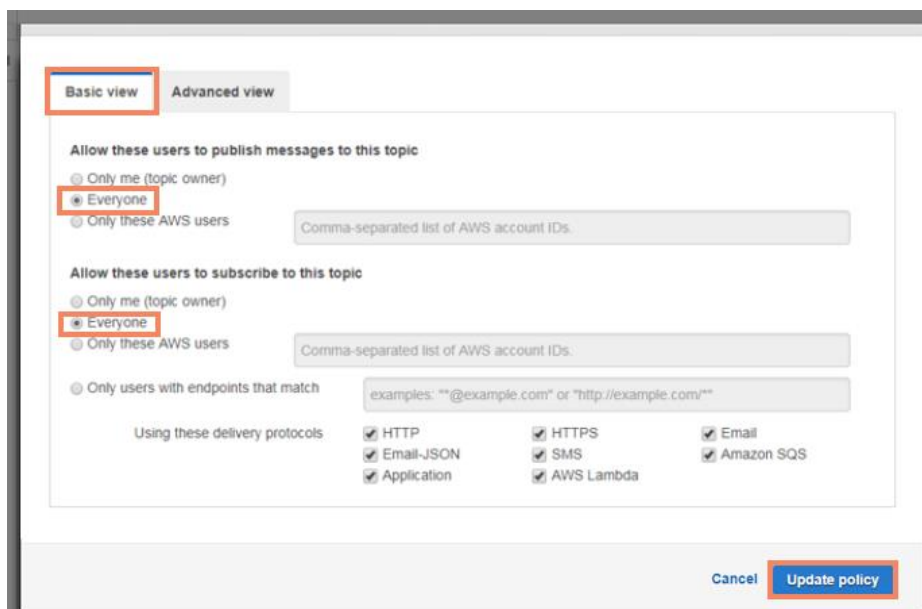 Basic view Advanced view
Allow these users to publish messages to this topic
Only me (topic owner)
Everyone
Only these AWS users Comma-separated list of AWS account IDs.
Allow these users to subscribe to this topic
Only me (topic owner)
Everyone
Only these AWS users Comma-separated list of AWS account IDs.
Only users with endpoints that match examples: "*@example.com" or "http://example.com/*"
Using these delivery protocols HTTP HTTPS Email
Email-JSON SMS Amazon SQS
Application AWS Lambda
Cancel Update policy